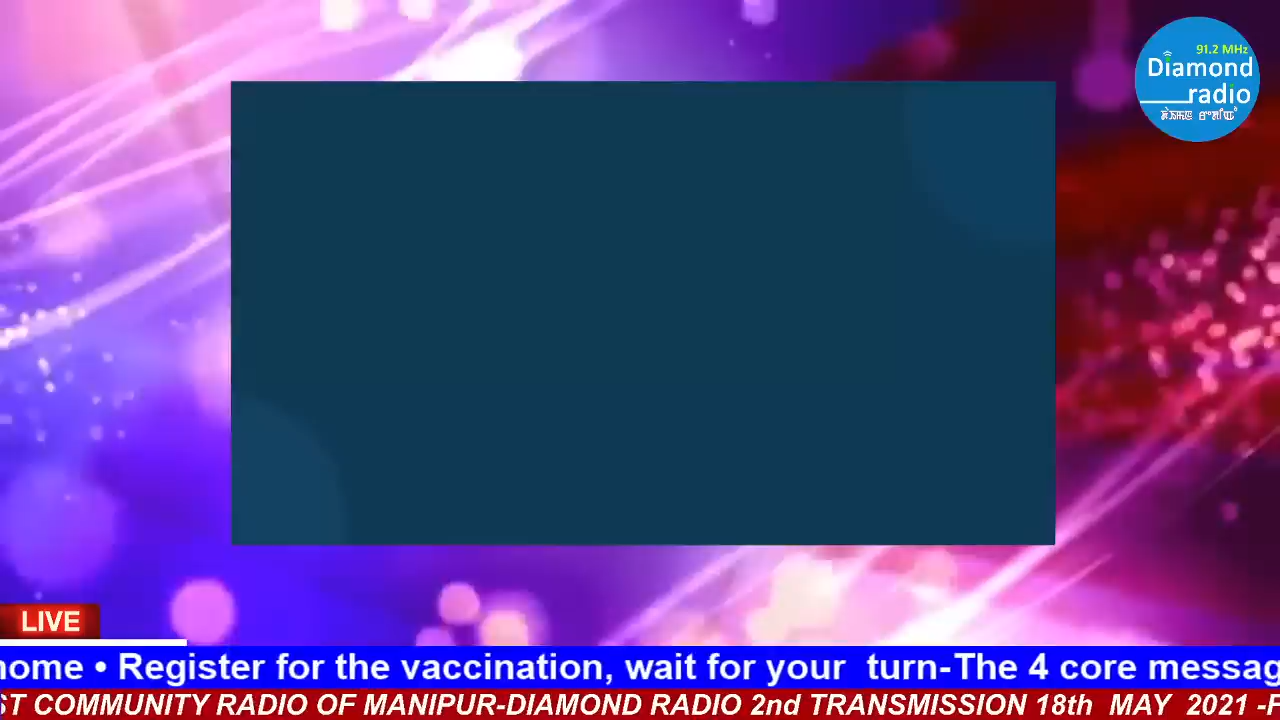 91.2 MHz
Diamond
radio
LIVE
home • Register for the vaccination, wait for your turn-The 4 core messag
ST COMMUNITY RADIO OF MANIPUR-DIAMOND RADIO 2nd TRANSMISSION 18th MAY 2021 -F